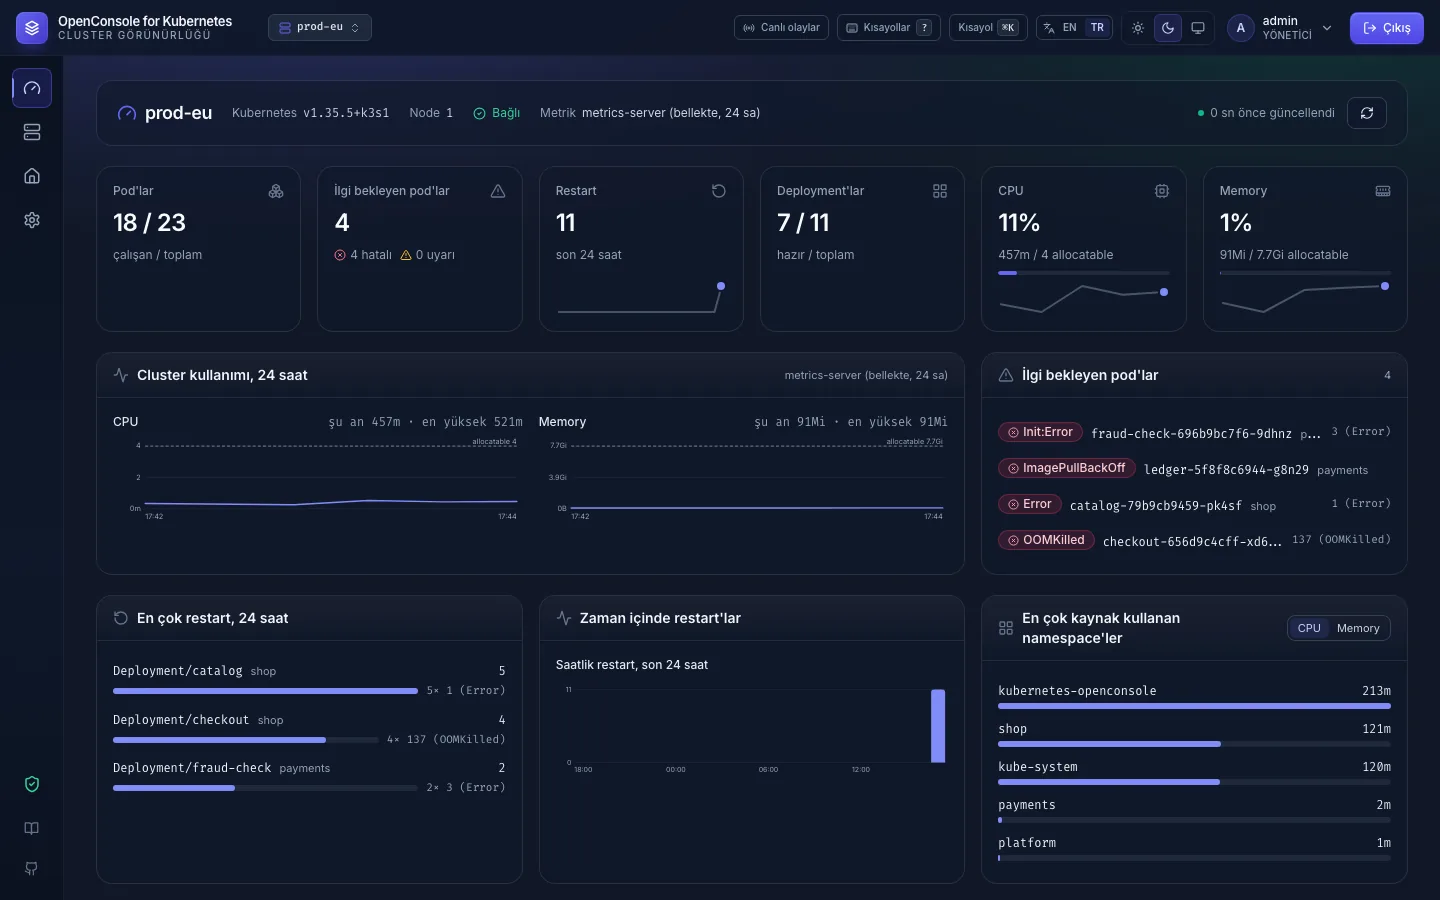 OpenConsole for Kubernetes
CLUSTER GÖRÜNÜRLÜĞÜ
prod-eu
Canlı olaylar
Kısayollar ?
Kısayol ⌘K
EN TR
A
admin
YÖNETİCİ
Çıkış
prod-eu Kubernetes v1.35.5+k3s1 Node 1 Bağlı Metrik metrics-server (bellekte, 24 sa)
0 sn önce güncellendi
Pod'lar
18 / 23
çalışan / toplam
İlgi bekleyen pod'lar
4
4 hatalı 0 uyarı
Restart
11
son 24 saat
Deployment'lar
7 / 11
hazır / toplam
CPU
11%
457m / 4 allocatable
Memory
1%
91Mi / 7.7Gi allocatable
Cluster kullanımı, 24 saat
metrics-server (bellekte, 24 sa)
CPU
şu an 457m · en yüksek 521m
allocatable 4
4
2
0m
17:42 17:44
Memory
şu an 91Mi · en yüksek 91Mi
allocatable 7.7Gi
7.7Gi
3.9Gi
0B
17:42 17:44
İlgi bekleyen pod'lar
4
Init:Error fraud-check-696b9bc7f6-9dhnz p... 3 (Error)
ImagePullBackOff ledger-5f8f8c6944-g8n29 payments
Error catalog-79b9cb9459-pk4sf shop 1 (Error)
OOMKilled checkout-656d9c4cff-xd6... 137 (OOMKilled)
En çok restart, 24 saat
Deployment/catalog shop 5
5× 1 (Error)
Deployment/checkout shop 4
4× 137 (OOMKilled)
Deployment/fraud-check payments 2
2× 3 (Error)
Zaman içinde restart'lar
Saatlik restart, son 24 saat
11
0
18:00 00:00 06:00 12:00
En çok kaynak kullanan
namespace'ler
CPU Memory
kubernetes-openconsole 213m
shop 121m
kube-system 120m
payments 2m
platform 1m